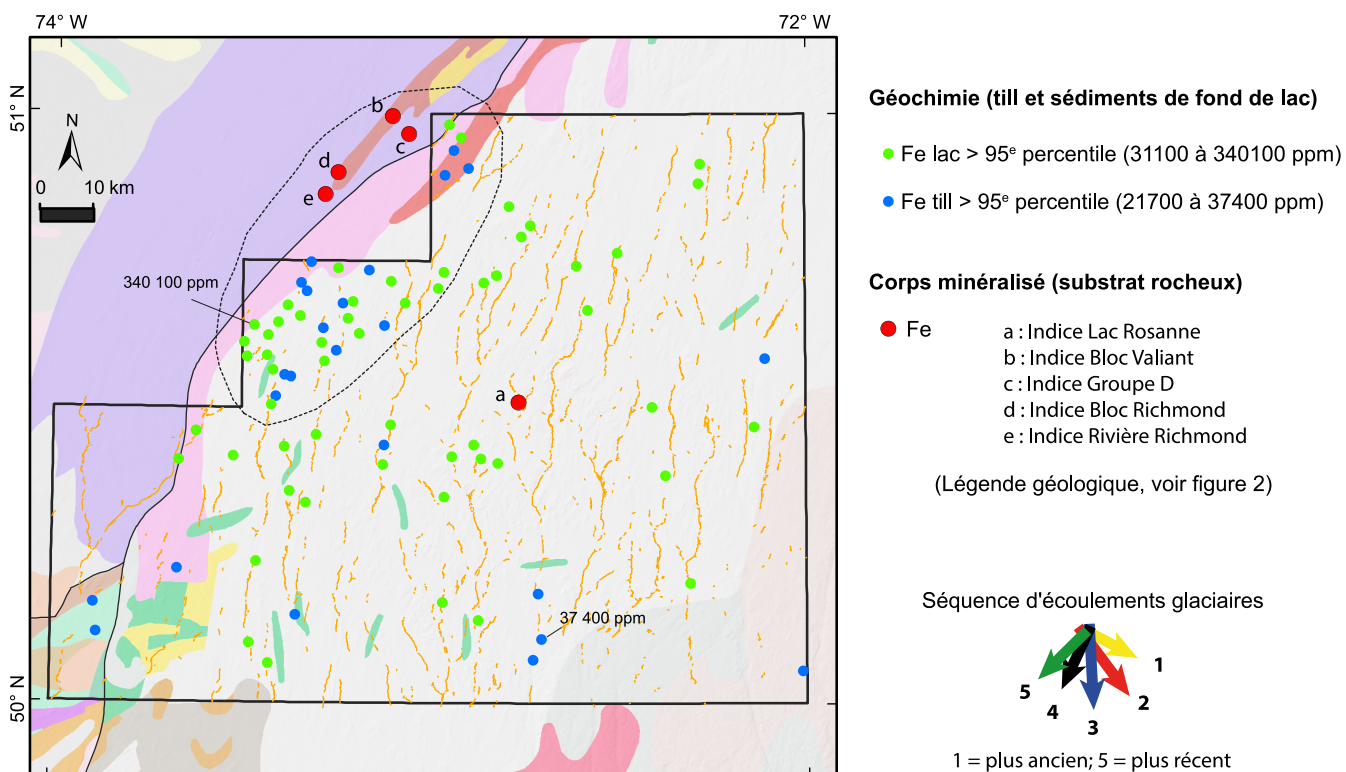 74° W
72° W
51° N
50° N
N
0 10 km
b
c
d
e
a
340 100 ppm
37 400 ppm
Géochimie (till et sédiments de fond de lac)
Fe lac > 95e percentile (31100 à 340100 ppm)
Fe till > 95e percentile (21700 à 37400 ppm)
Corps minéralisé (substrat rocheux)
Fe
a : Indice Lac Rosanne
b : Indice Bloc Valiant
c : Indice Groupe D
d : Indice Bloc Richmond
e : Indice Rivière Richmond
(Légende géologique, voir figure 2)
Séquence d'écoulements glaciaires
1
2
3
4
5
1 = plus ancien; 5 = plus récent